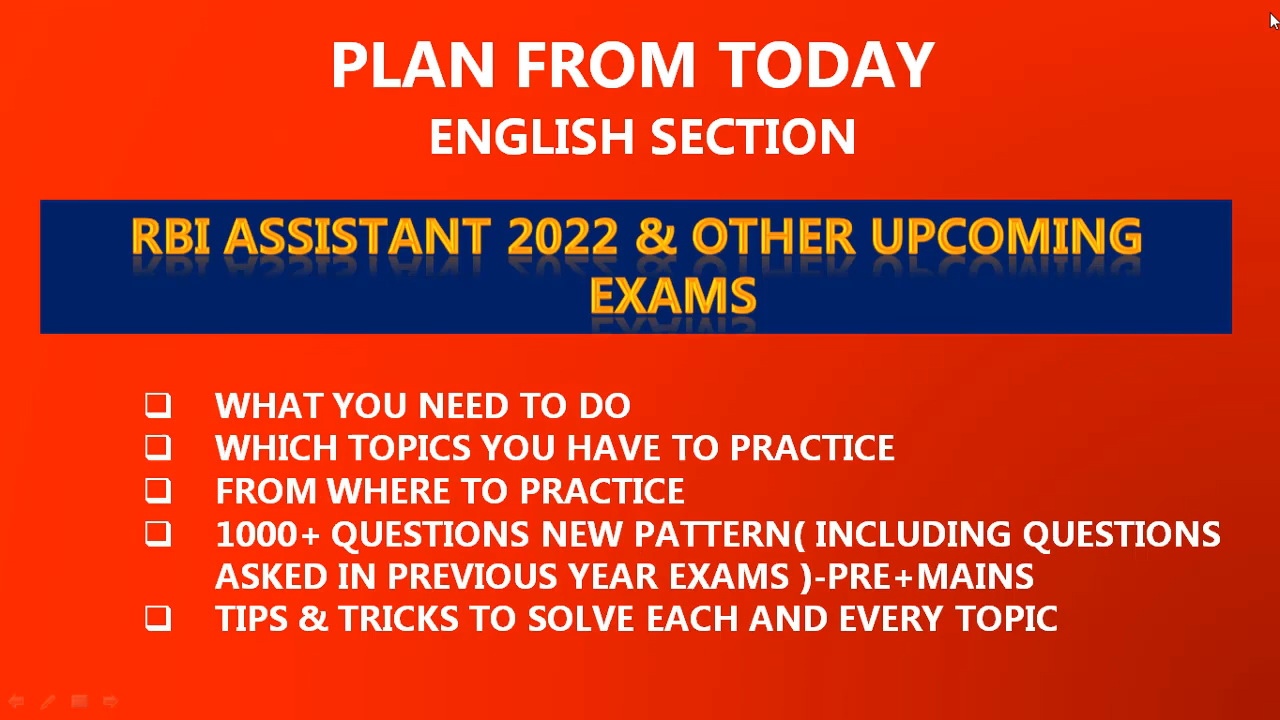 PLAN FROM TODAY
ENGLISH SECTION
RBI ASSISTANT 2022 & OTHER UPCOMING
EXAMS
❑ WHAT YOU NEED TO DO
❑ WHICH TOPICS YOU HAVE TO PRACTICE
❑ FROM WHERE TO PRACTICE
❑ 1000+ QUESTIONS NEW PATTERN( INCLUDING QUESTIONS
ASKED IN PREVIOUS YEAR EXAMS )-PRE+MAINS
❑ TIPS & TRICKS TO SOLVE EACH AND EVERY TOPIC